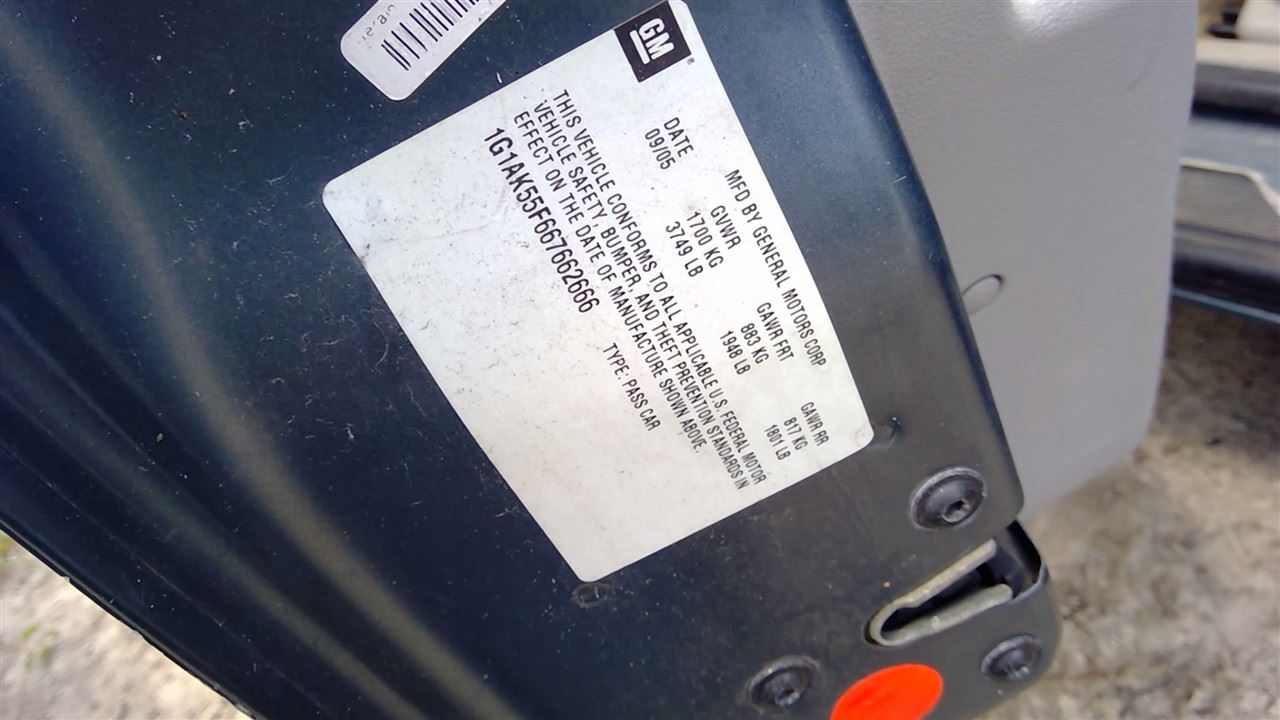 GM
MFD BY GENERAL MOTORS CORP
DATE GVWR GAWR FRT GAWR RR
09/05 1700 KG 883 KG 817 KG
3749 LB 1948 LB 1801 LB
THIS VEHICLE CONFORMS TO ALL APPLICABLE U.S. FEDERAL MOTOR
VEHICLE SAFETY, BUMPER, AND THEFT PREVENTION STANDARDS IN
EFFECT ON THE DATE OF MANUFACTURE SHOWN ABOVE.
1G1AK55F667662666 TYPE: PASS CAR